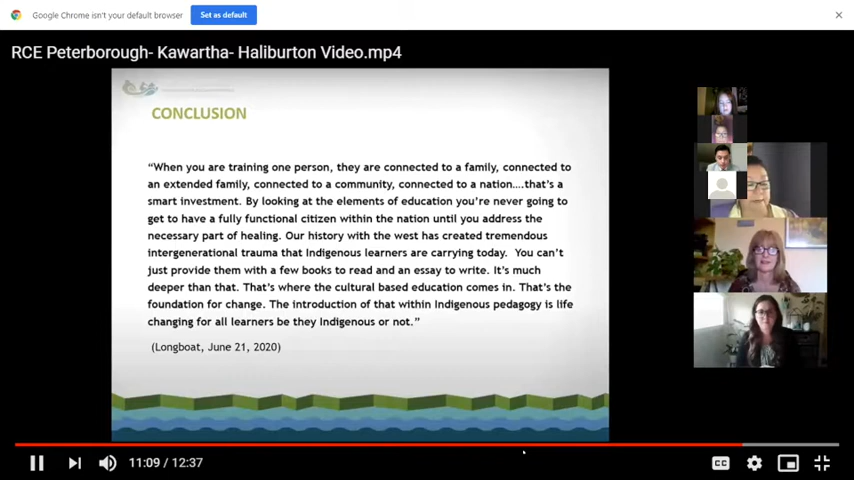 Google Chrome isn't your default browser
Set as default
RCE Peterborough- Kawartha- Haliburton Video.mp4
CONCLUSION
“When you are training one person, they are connected to a family, connected to
an extended family, connected to a community, connected to a nation….that’s a
smart investment. By looking at the elements of education you’re never going to
get to have a fully functional citizen within the nation until you address the
necessary part of healing. Our history with the west has created tremendous
intergenerational trauma that Indigenous learners are carrying today.  You can’t
just provide them with a few books to read and an essay to write. It’s much
deeper than that. That’s where the cultural based education comes in. That’s the
foundation for change. The introduction of that within Indigenous pedagogy is life
changing for all learners be they Indigenous or not.”
(Longboat, June 21, 2020)
11:09 / 12:37
CC